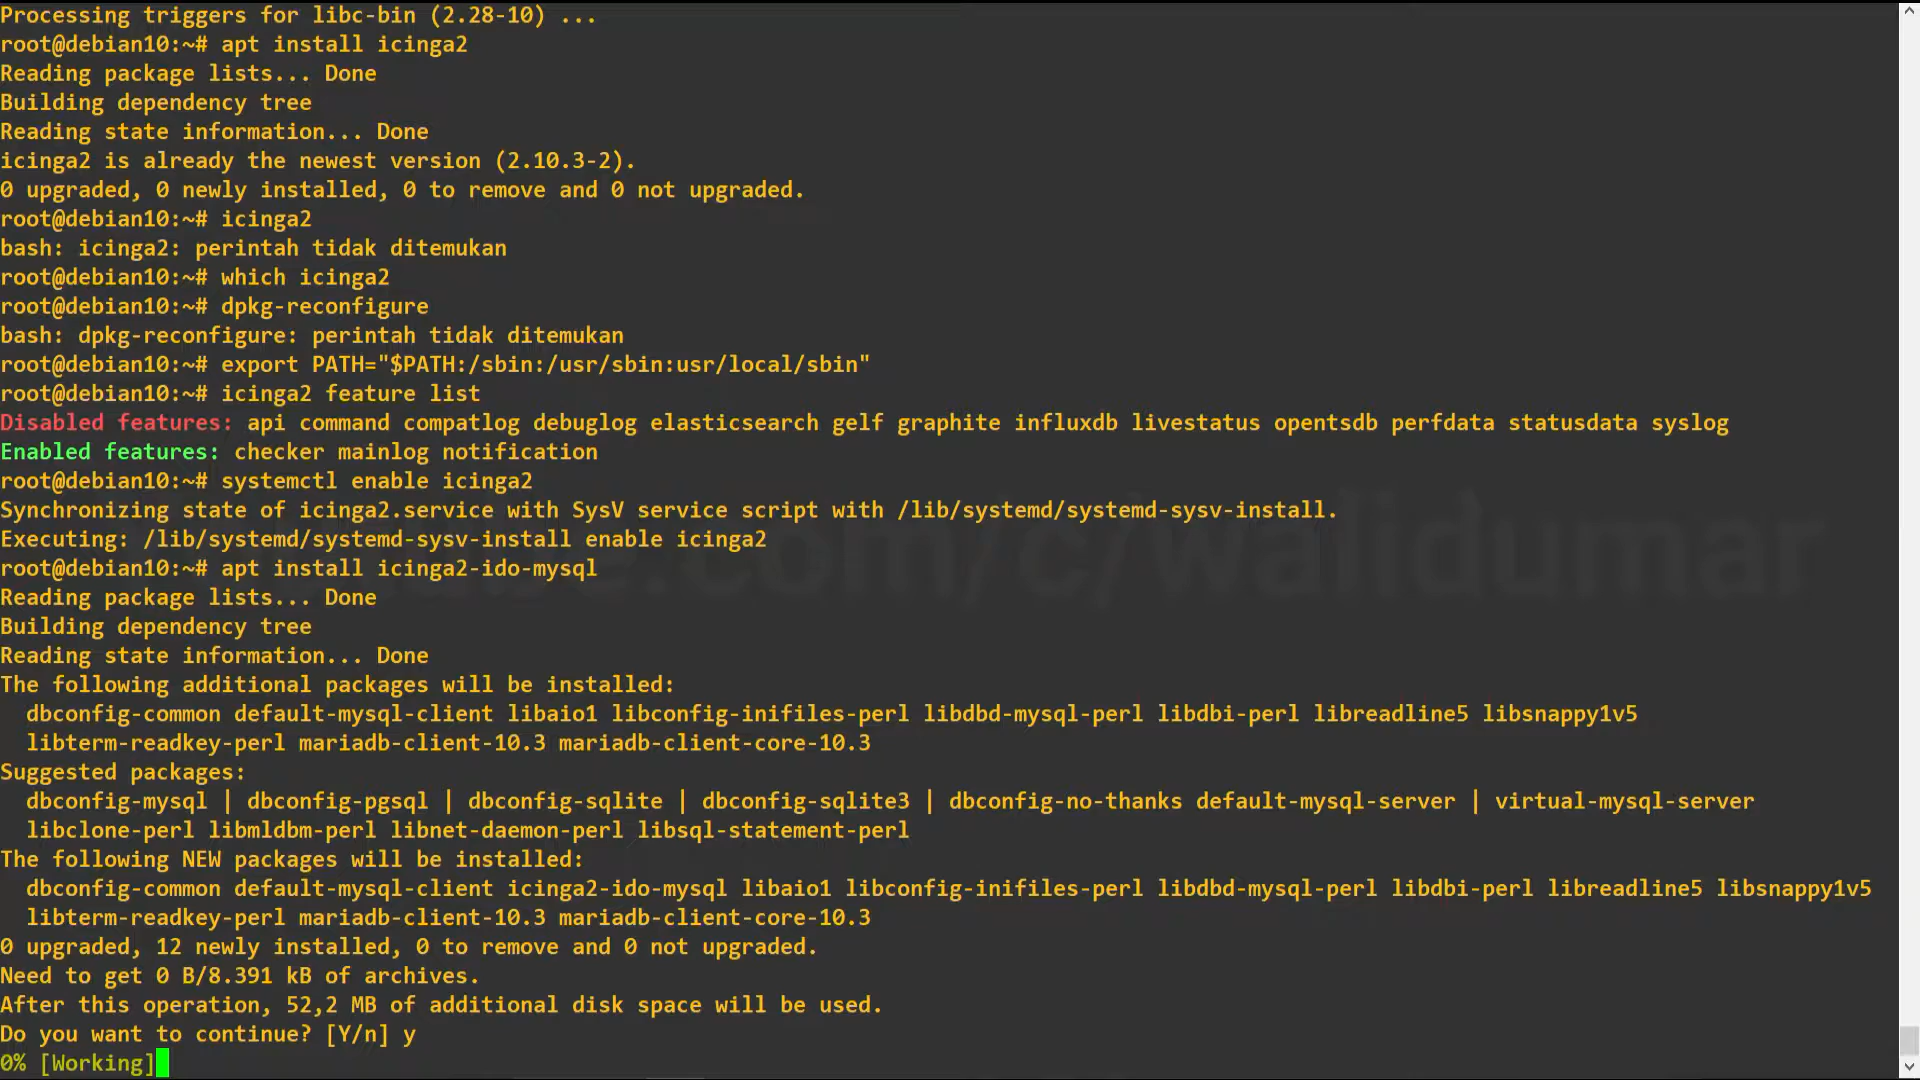 Processing triggers for libc-bin (2.28-10) ...
root@debian10:~# apt install icinga2
Reading package lists... Done
Building dependency tree
Reading state information... Done
icinga2 is already the newest version (2.10.3-2).
0 upgraded, 0 newly installed, 0 to remove and 0 not upgraded.
root@debian10:~# icinga2
bash: icinga2: perintah tidak ditemukan
root@debian10:~# which icinga2
root@debian10:~# dpkg-reconfigure
bash: dpkg-reconfigure: perintah tidak ditemukan
root@debian10:~# export PATH="$PATH:/sbin:/usr/sbin:usr/local/sbin"
root@debian10:~# icinga2 feature list
Disabled features: api command compatlog debuglog elasticsearch gelf graphite influxdb livestatus opentsdb perfdata statusdata syslog
Enabled features: checker mainlog notification
root@debian10:~# systemctl enable icinga2
Synchronizing state of icinga2.service with SysV service script with /lib/systemd/systemd-sysv-install.
Executing: /lib/systemd/systemd-sysv-install enable icinga2
root@debian10:~# apt install icinga2-ido-mysql
Reading package lists... Done
Building dependency tree
Reading state information... Done
The following additional packages will be installed:
  dbconfig-common default-mysql-client libaio1 libconfig-inifiles-perl libdbd-mysql-perl libdbi-perl libreadline5 libsnappy1v5
  libterm-readkey-perl mariadb-client-10.3 mariadb-client-core-10.3
Suggested packages:
  dbconfig-mysql | dbconfig-pgsql | dbconfig-sqlite | dbconfig-sqlite3 | dbconfig-no-thanks default-mysql-server | virtual-mysql-server
  libclone-perl libmldbm-perl libnet-daemon-perl libsql-statement-perl
The following NEW packages will be installed:
  dbconfig-common default-mysql-client icinga2-ido-mysql libaio1 libconfig-inifiles-perl libdbd-mysql-perl libdbi-perl libreadline5 libsnappy1v5
  libterm-readkey-perl mariadb-client-10.3 mariadb-client-core-10.3
0 upgraded, 12 newly installed, 0 to remove and 0 not upgraded.
Need to get 0 B/8.391 kB of archives.
After this operation, 52,2 MB of additional disk space will be used.
Do you want to continue? [Y/n] y
0% [Working]